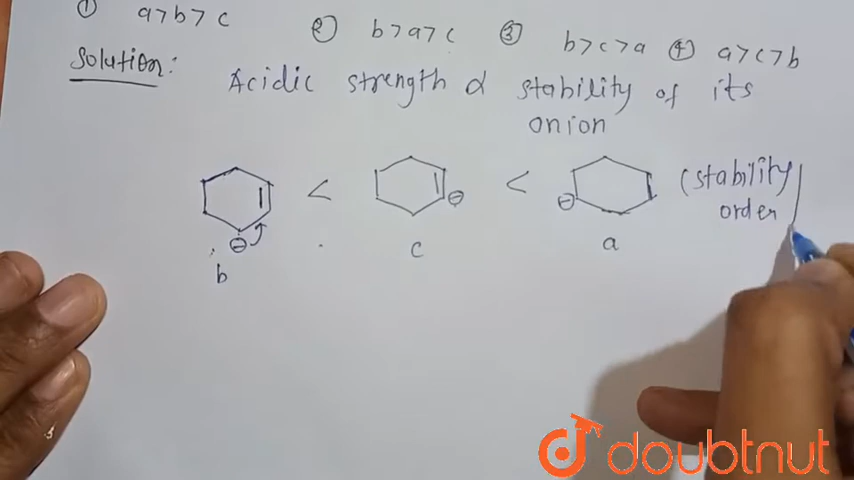 ① a > b > c ② b > a > c ③ b > c > a ④ a > c > b
Solution:
Acidic strength α stability of its
onion
< < (stability
order
b c a
doubtnut